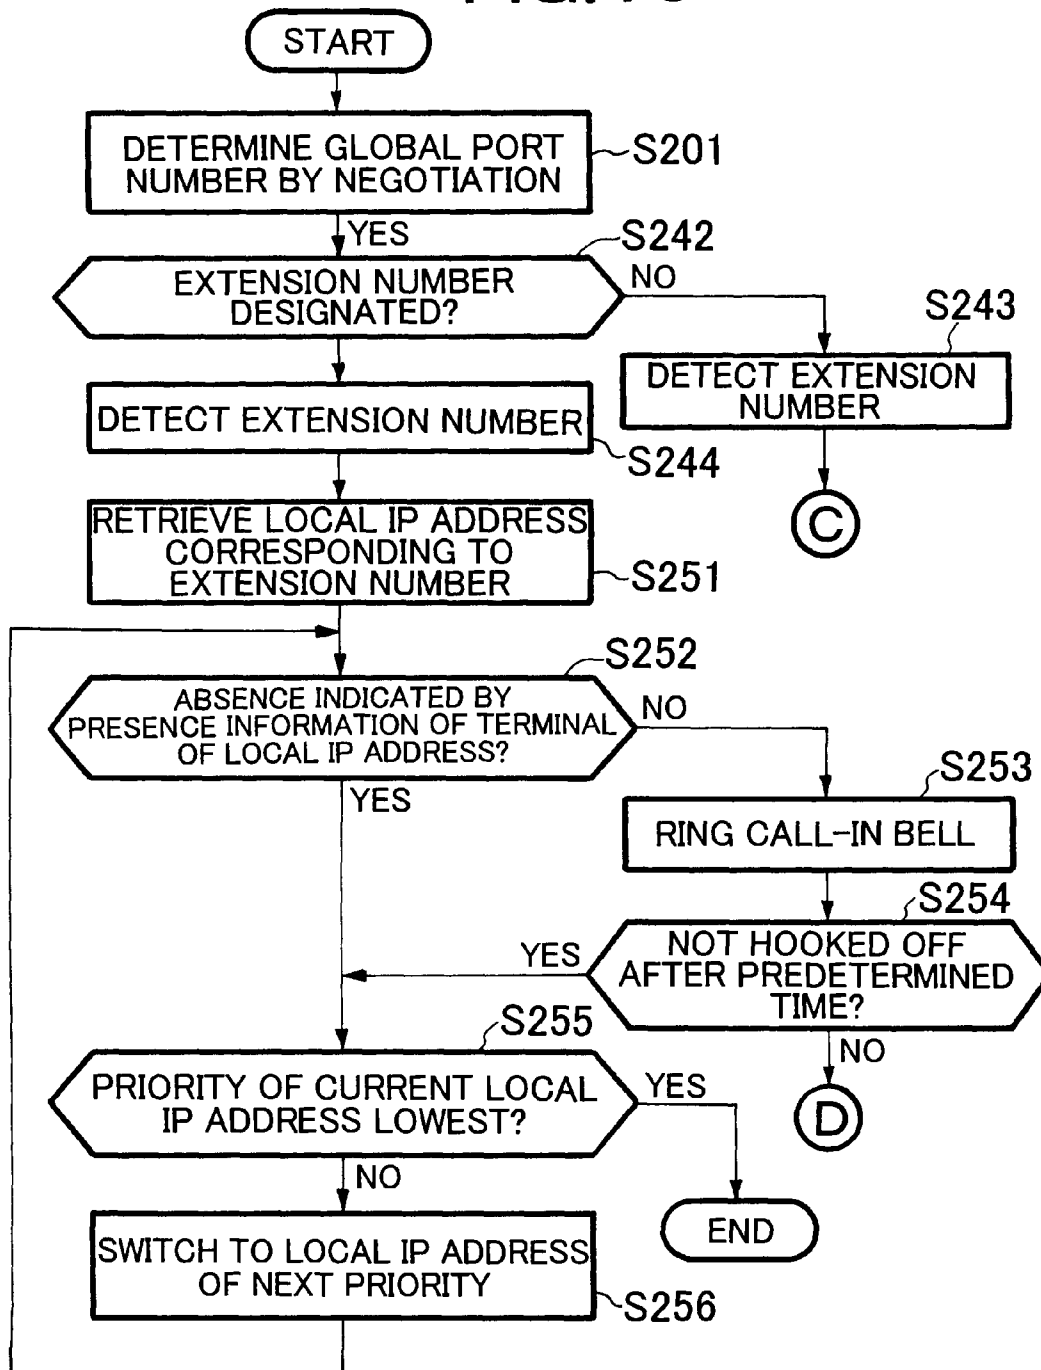 START
DETERMINE GLOBAL PORT
NUMBER BY NEGOTIATION
S201
YES
S242
EXTENSION NUMBER
DESIGNATED?
NO
S243
DETECT EXTENSION
NUMBER
DETECT EXTENSION NUMBER
S244
C
RETRIEVE LOCAL IP ADDRESS
CORRESPONDING TO
EXTENSION NUMBER
S251
S252
ABSENCE INDICATED BY
PRESENCE INFORMATION OF TERMINAL
OF LOCAL IP ADDRESS?
NO
YES
S253
RING CALL-IN BELL
S254
NOT HOOKED OFF
AFTER PREDETERMINED
TIME?
YES
NO
D
S255
PRIORITY OF CURRENT LOCAL
IP ADDRESS LOWEST?
YES
NO
END
SWITCH TO LOCAL IP ADDRESS
OF NEXT PRIORITY
S256